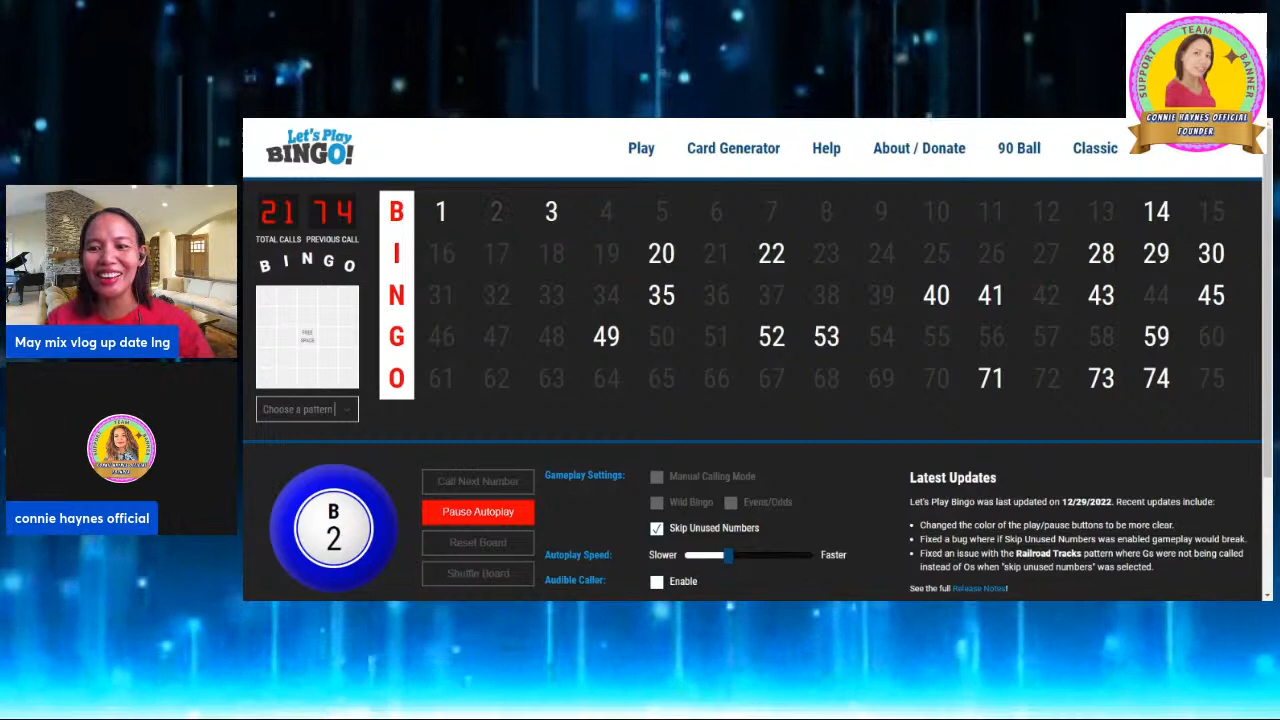 SUPPORT TEAM BANNER
CONNIE HAYNES OFFICIAL
FOUNDER
Let's Play
BINGO!
Play Card Generator Help About / Donate 90 Ball Classic
21 74
TOTAL CALLS PREVIOUS CALL
B I N G O
FREE
SPACE
Choose a pattern
B 1 2 3 4 5 6 7 8 9 10 11 12 13 14 15
I 16 17 18 19 20 21 22 23 24 25 26 27 28 29 30
N 31 32 33 34 35 36 37 38 39 40 41 42 43 44 45
G 46 47 48 49 50 51 52 53 54 55 56 57 58 59 60
O 61 62 63 64 65 66 67 68 69 70 71 72 73 74 75
May mix vlog up date lng
SUPPORT TEAM BANNER
connie haynes official
B
2
Call Next Number
Pause Autoplay
Reset Board
Shuffle Board
Gameplay Settings:
Manual Calling Mode
Wild Bingo Evens/Odds
Skip Unused Numbers
Autoplay Speed: Slower Faster
Audible Caller: Enable
Latest Updates
Let's Play Bingo was last updated on 12/29/2022. Recent updates include:
• Changed the color of the play/pause buttons to be more clear.
• Fixed a bug where if Skip Unused Numbers was enabled gameplay would break.
• Fixed an issue with the Railroad Tracks pattern where Gs were not being called
instead of Os when "skip unused numbers" was selected.
See the full Release Notes!